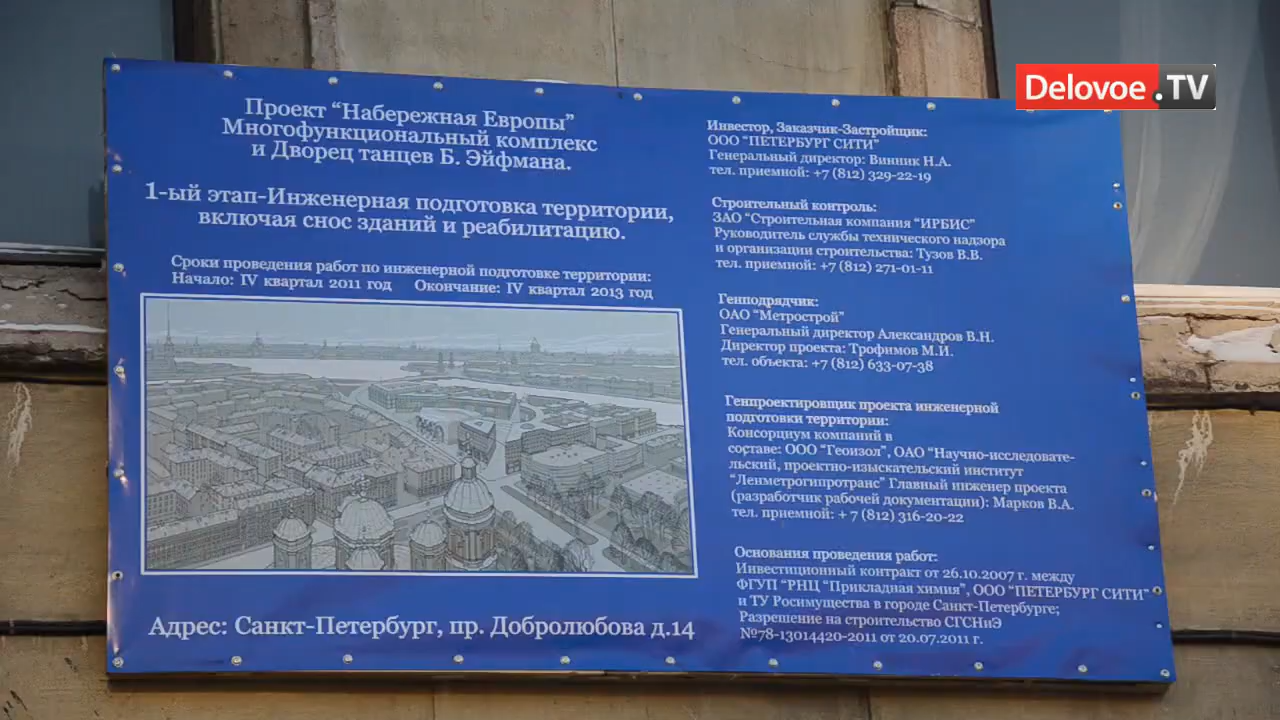 Delovoe.TV
Проект “Набережная Европы”
Многофункциональный комплекс
и Дворец танцев Б. Эйфмана.
1-ый этап-Инженерная подготовка территории,
включая снос зданий и реабилитацию.
Сроки проведения работ по инженерной подготовке территории:
Начало: IV квартал 2011 год Окончание: IV квартал 2013 год
Адрес: Санкт-Петербург, пр. Добролюбова д.14
Инвестор, Заказчик-Застройщик:
ООО “ПЕТЕРБУРГ СИТИ”
Генеральный директор: Винник Н.А.
тел. приемной: +7 (812) 329-22-19
Строительный контроль:
ЗАО “Строительная компания “ИРБИС”
Руководитель службы технического надзора
и организации строительства: Тузов В.В.
тел. приемной: +7 (812) 271-01-11
Генподрядчик:
ОАО “Метрострой”
Генеральный директор Александров В.Н.
Директор проекта: Трофимов М.И.
тел. объекта: +7 (812) 633-07-38
Генпроектировщик проекта инженерной
подготовки территории:
Консорциум компаний в
составе: ООО “Геоизол”, ОАО “Научно-исследовате-
льский, проектно-изыскательский институт
“Ленметрогипротранс” Главный инженер проекта
(разработчик рабочей документации): Марков В.А.
тел. приемной: + 7 (812) 316-20-22
Основания проведения работ:
Инвестиционный контракт от 26.10.2007 г. между
ФГУП “РНЦ “Прикладная химия”, ООО “ПЕТЕРБУРГ СИТИ”
и ТУ Росимущества в городе Санкт-Петербурге;
Разрешение на строительство СГСНиЭ
№78-13014420-2011 от 20.07.2011 г.